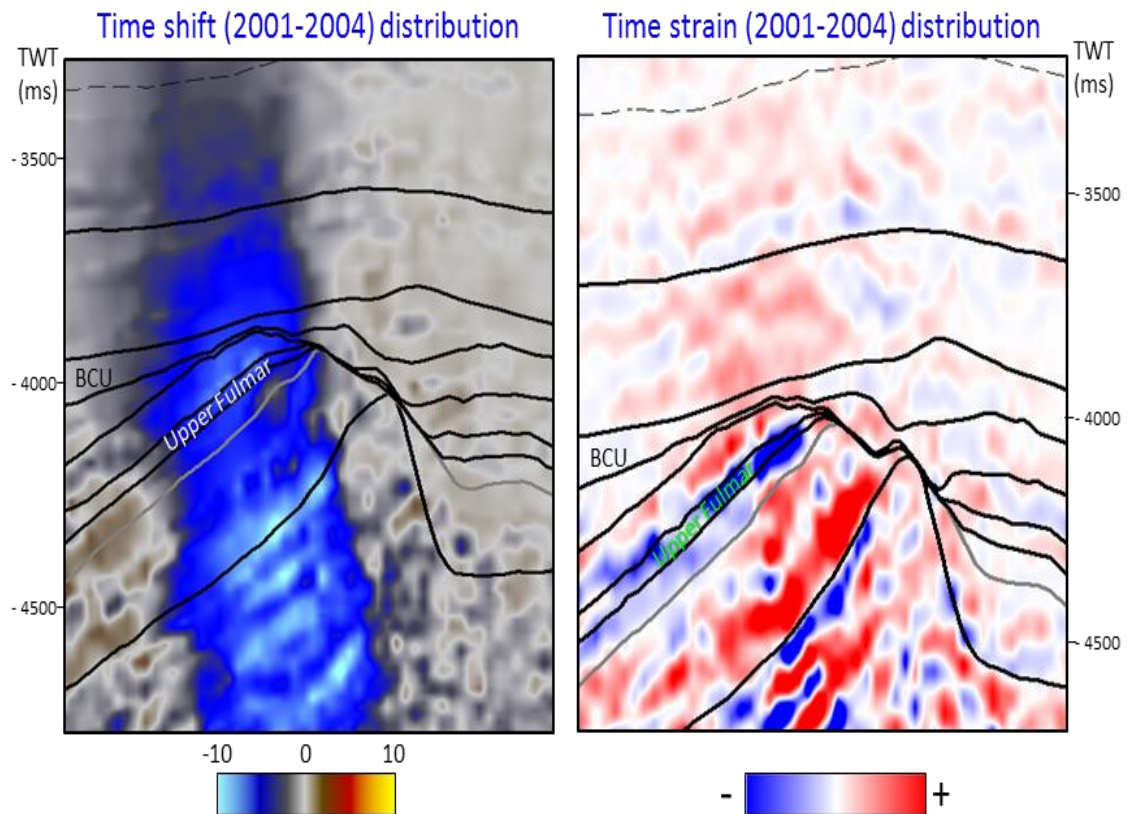 Time shift (2001-2004) distribution
TWT
(ms)
- 3500
- 4000
- 4500
BCU
Upper Fulmar
-10 0 10
Time strain (2001-2004) distribution
TWT
(ms)
- 3500
- 4000
- 4500
BCU
Upper Fulmar
- +